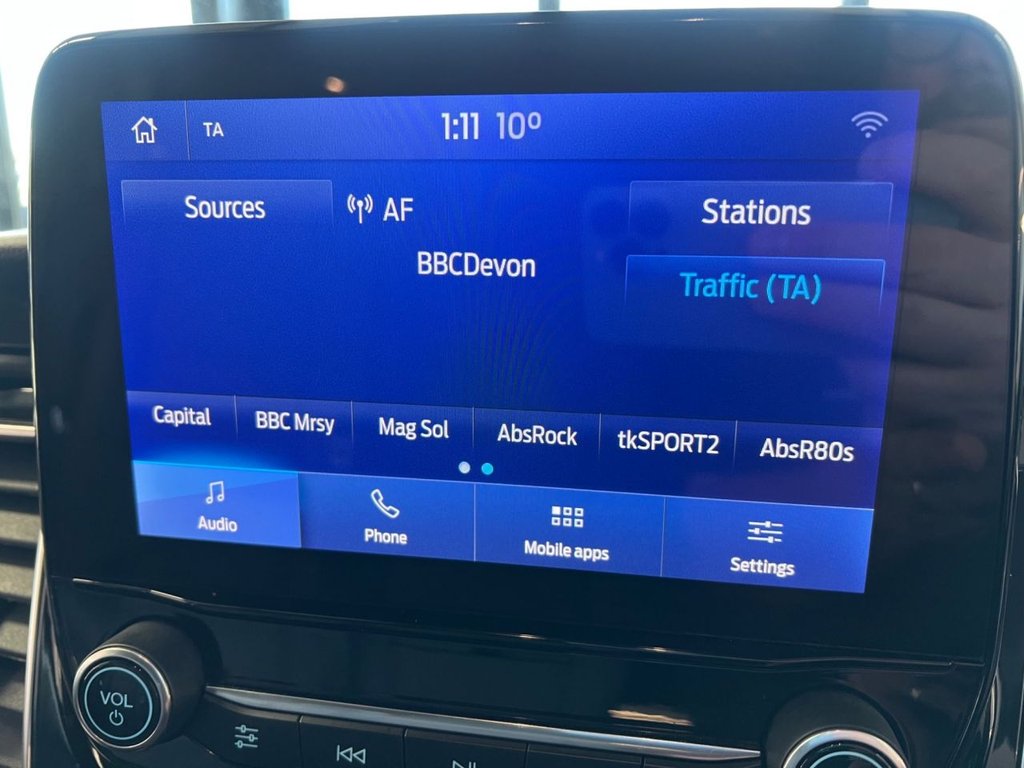 TA 1:11 10º
Sources AF Stations
BBCDevon
Traffic (TA)
Capital BBC Mrsy Mag Sol AbsRock tkSPORT2 AbsR80s
Audio Phone Mobile apps Settings
VOL